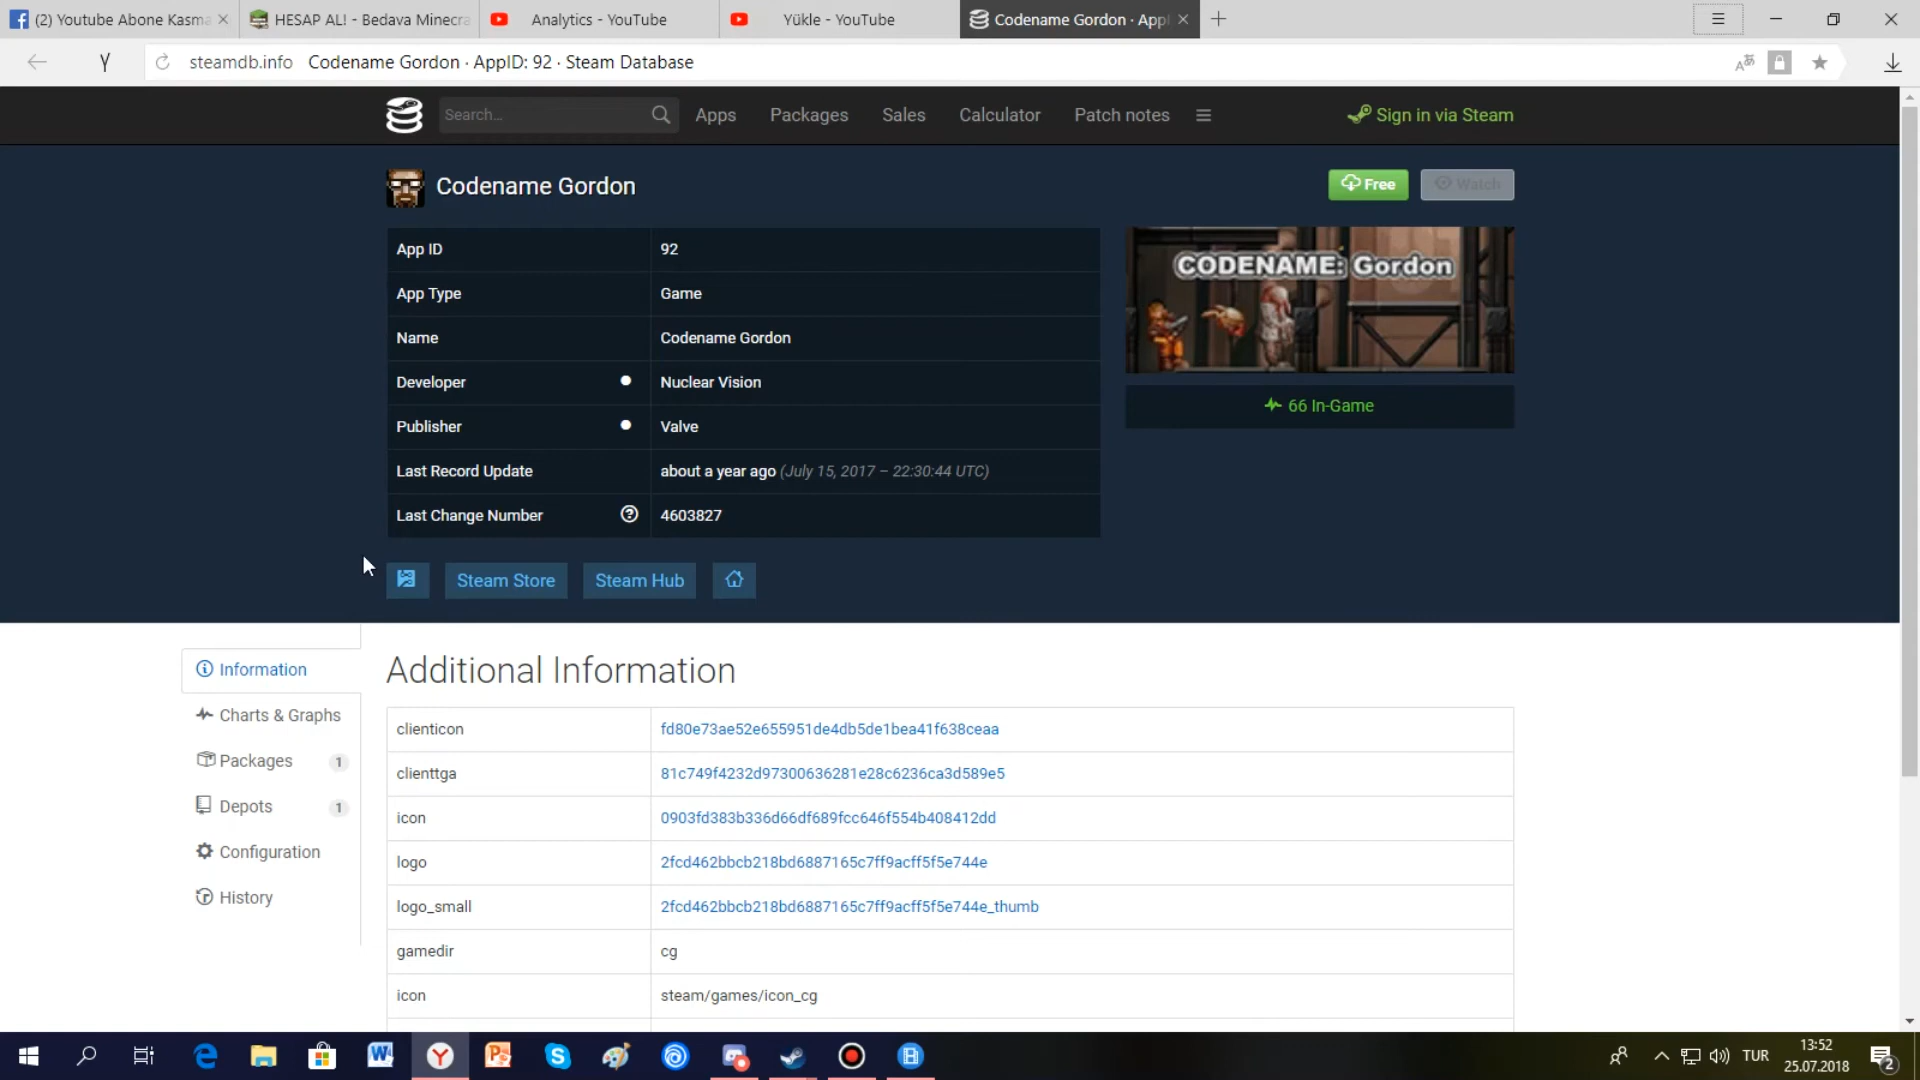 (2) Youtube Abone Kasma
HESAP AL! - Bedava Minecra
Analytics - YouTube
Yükle - YouTube
Codename Gordon · AppI
steamdb.info Codename Gordon · AppID: 92 · Steam Database
Search...
Apps
Packages
Sales
Calculator
Patch notes
Sign in via Steam
Codename Gordon
Free
Watch
App ID 92
App Type Game
Name Codename Gordon
Developer Nuclear Vision
Publisher Valve
Last Record Update about a year ago (July 15, 2017 – 22:30:44 UTC)
Last Change Number 4603827
CODENAME: Gordon
66 In-Game
Steam Store
Steam Hub
Information
Charts & Graphs
Packages 1
Depots 1
Configuration
History
Additional Information
clienticon fd80e73ae52e655951de4db5de1bea41f638ceaa
clienttga 81c749f4232d97300636281e28c6236ca3d589e5
icon 0903fd383b336d66df689fcc646f554b408412dd
logo 2fcd462bbcb218bd6887165c7ff9acff5f5e744e
logo_small 2fcd462bbcb218bd6887165c7ff9acff5f5e744e_thumb
gamedir cg
icon steam/games/icon_cg
TUR
13:52
25.07.2018
2